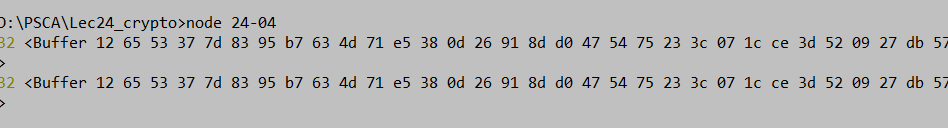 D:\PSCA\Lec24_crypto>node 24-04
32 <Buffer 12 65 53 37 7d 83 95 b7 63 4d 71 e5 38 0d 26 91 8d d0 47 54 75 23 3c 07 1c ce 3d 52 09 27 db 57
>
32 <Buffer 12 65 53 37 7d 83 95 b7 63 4d 71 e5 38 0d 26 91 8d d0 47 54 75 23 3c 07 1c ce 3d 52 09 27 db 57
>